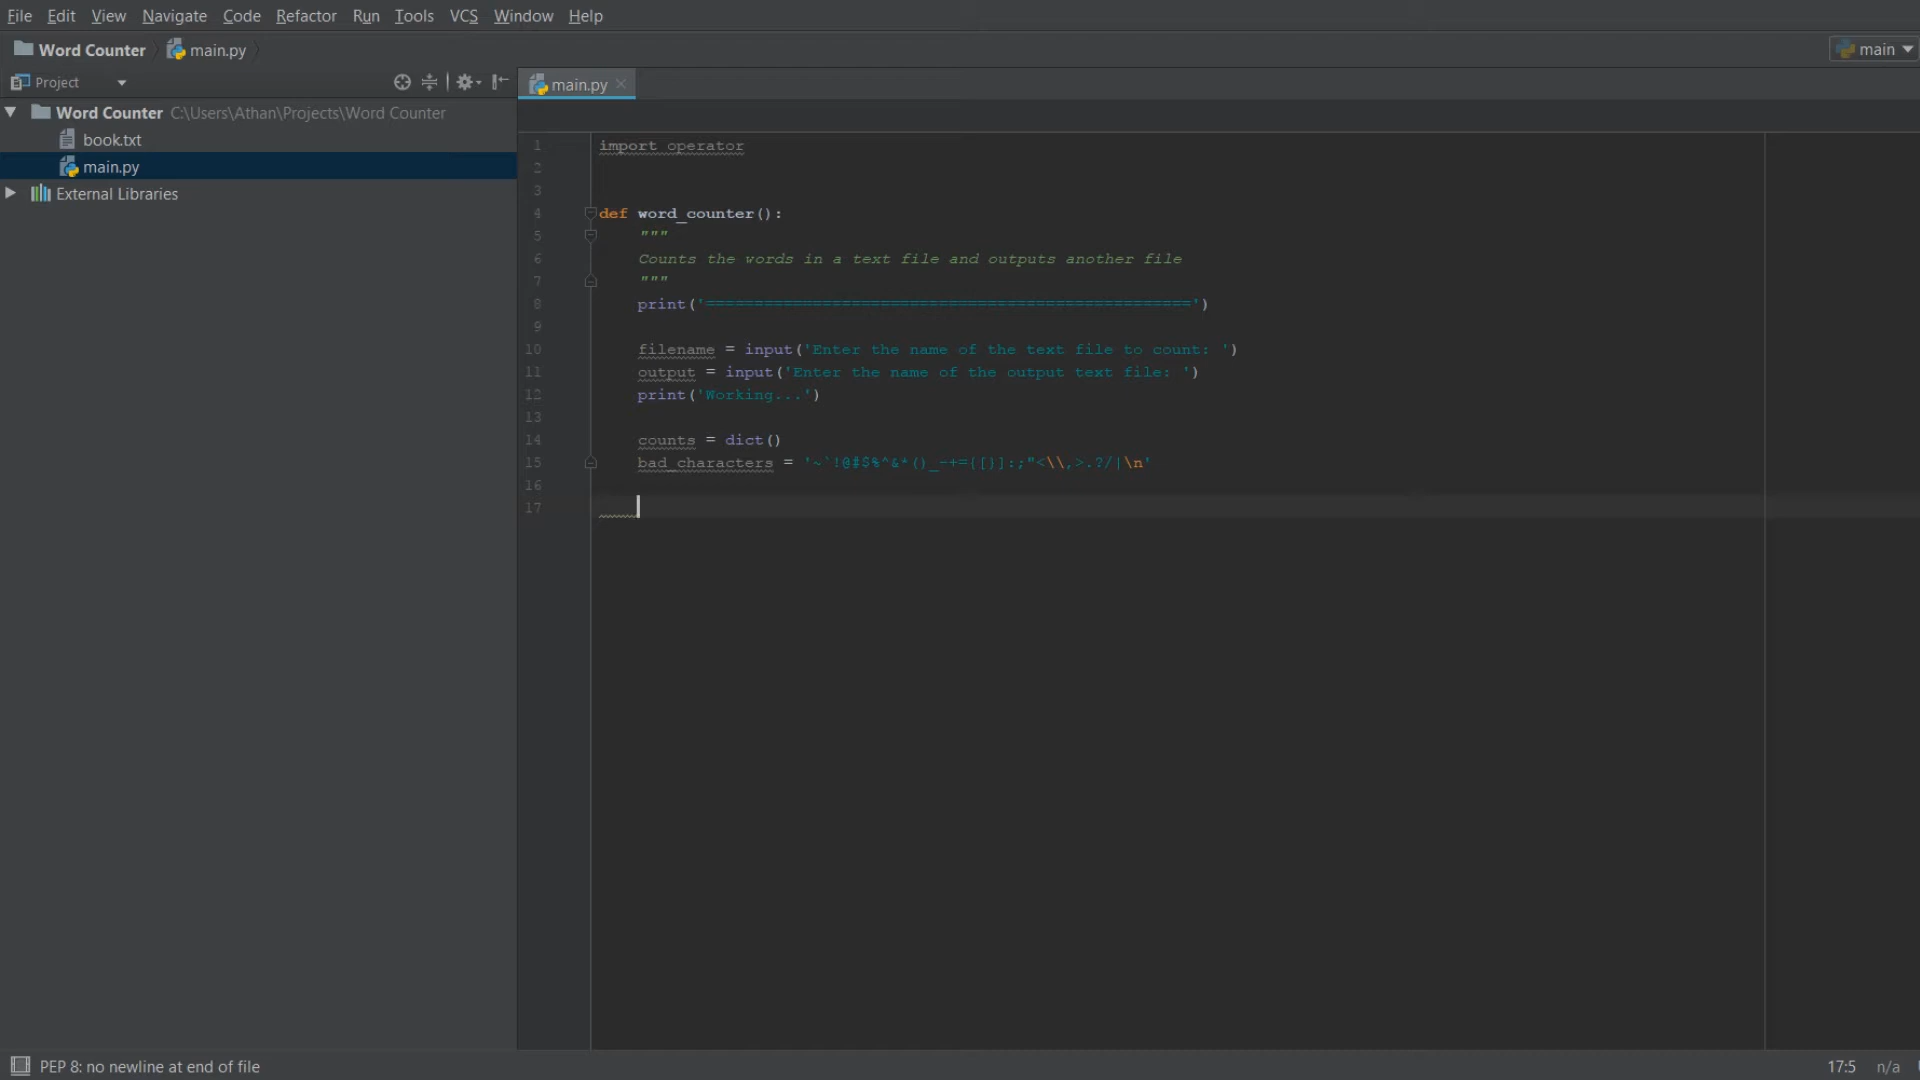 File Edit View Navigate Code Refactor Run Tools VCS Window Help
Word Counter main.py main
Project
main.py
Word Counter C:\Users\Athan\Projects\Word Counter
book.txt
main.py
External Libraries
1 import operator
2
3
4 def word_counter():
5 """
6 Counts the words in a text file and outputs another file
7 """
8 print('==================================================')
9
10 filename = input('Enter the name of the text file to count: ')
11 output = input('Enter the name of the output text file: ')
12 print('Working...')
13
14 counts = dict()
15 bad_characters = '~`!@#$%^&*()_-+={[}]:;"<\\,>.?/|\n'
16
17
PEP 8: no newline at end of file 17:5 n/a